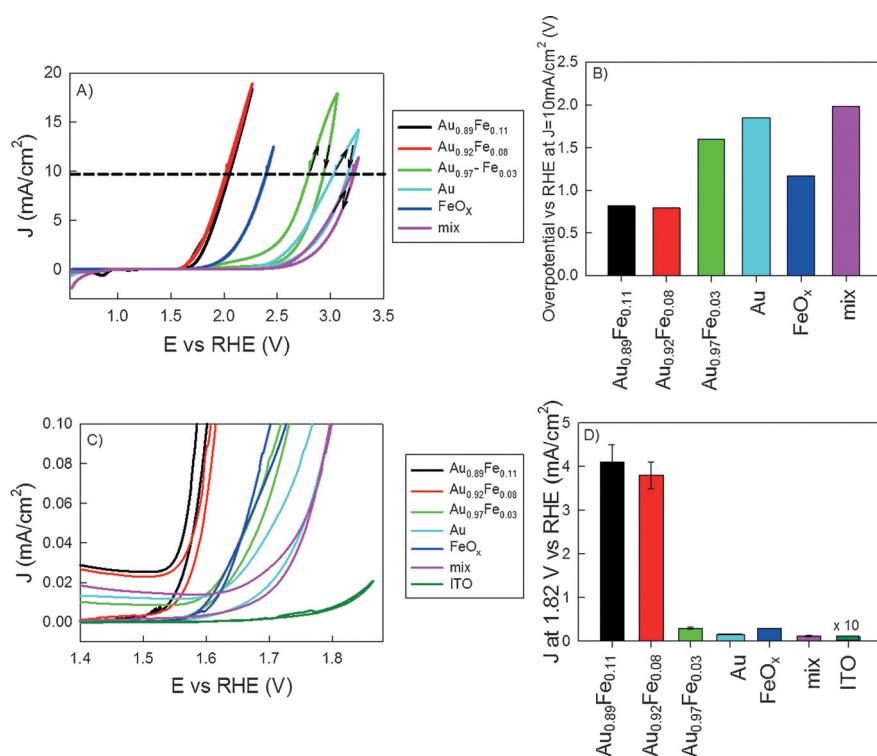 A)
20
15
10
5
0
J (mA/cm²)
1.0 1.5 2.0 2.5 3.0 3.5
E vs RHE (V)
Au₀.₈₉Fe₀.₁₁
Au₀.₉₂Fe₀.₀₈
Au₀.₉₇-Fe₀.₀₃
Au
FeOₓ
mix
B)
2.5
2.0
1.5
1.0
0.5
0.0
Overpotential vs RHE at J=10mA/cm² (V)
Au₀.₈₉Fe₀.₁₁
Au₀.₉₂Fe₀.₀₈
Au₀.₉₇Fe₀.₀₃
Au
FeOₓ
mix
C)
0.10
0.08
0.06
0.04
0.02
0.00
J (mA/cm²)
1.4 1.5 1.6 1.7 1.8 1.9
E vs RHE (V)
Au₀.₈₉Fe₀.₁₁
Au₀.₉₂Fe₀.₀₈
Au₀.₉₇Fe₀.₀₃
Au
FeOₓ
mix
ITO
D)
5
4
3
2
1
0
J at 1.82 V vs RHE (mA/cm²)
x 10
Au₀.₈₉Fe₀.₁₁
Au₀.₉₂Fe₀.₀₈
Au₀.₉₇Fe₀.₀₃
Au
FeOₓ
mix
ITO